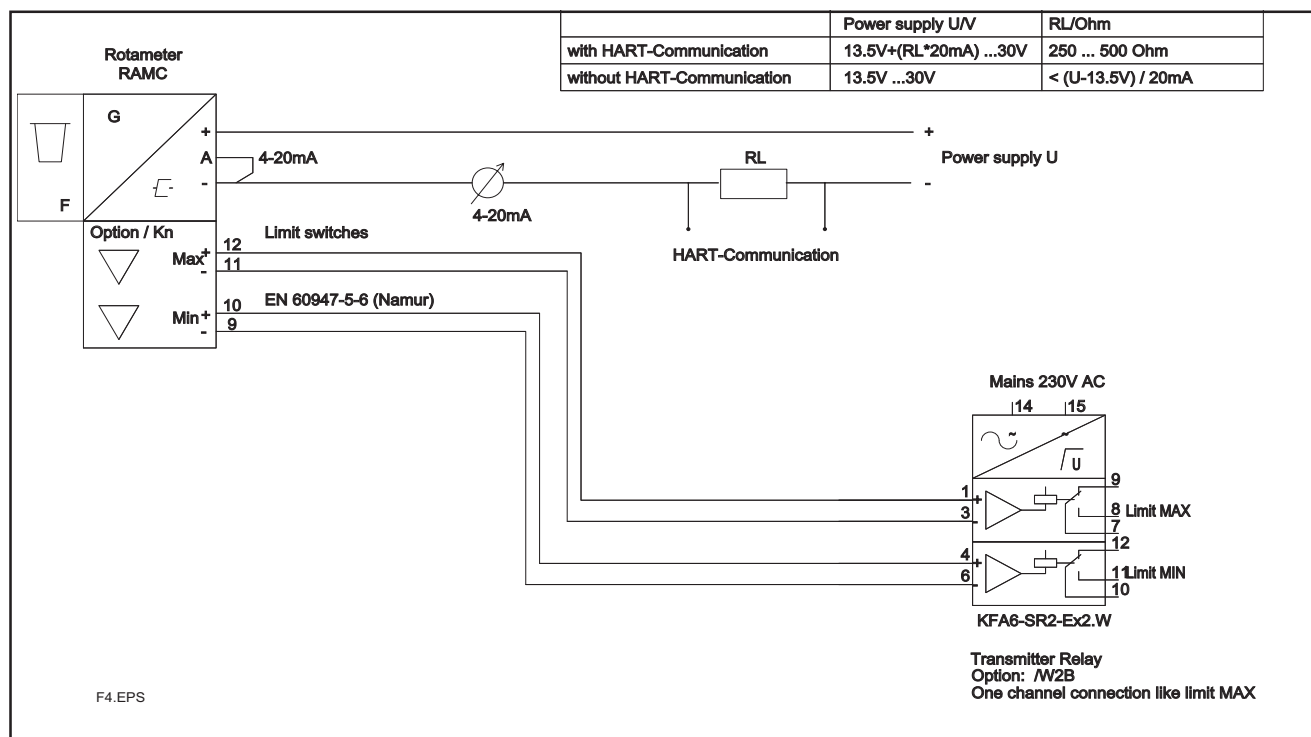 Power supply U/V RL/Ohm
with HART-Communication 13.5V+(RL*20mA) ...30V 250 ... 500 Ohm
without HART-Communication 13.5V ...30V < (U-13.5V) / 20mA
Rotameter
RAMC
G
+
A 4-20mA
-
F
+
Power supply U
-
RL
4-20mA
HART-Communication
Option / Kn
Limit switches
Max + 12
- 11
EN 60947-5-6 (Namur)
Min + 10
- 9
Mains 230V AC
14 15
~ ~
U
1 +
3 -
9
8 Limit MAX
7
4 +
6 -
12
11 Limit MIN
10
KFA6-SR2-Ex2.W
Transmitter Relay
Option: /W2B
One channel connection like limit MAX
F4.EPS